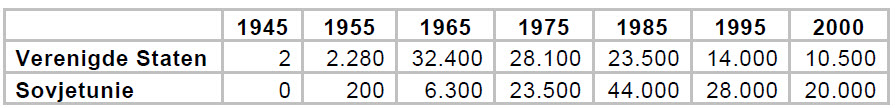 1945 1955 1965 1975 1985 1995 2000
Verenigde Staten 2 2.280 32.400 28.100 23.500 14.000 10.500
Sovjetunie 0 200 6.300 23.500 44.000 28.000 20.000